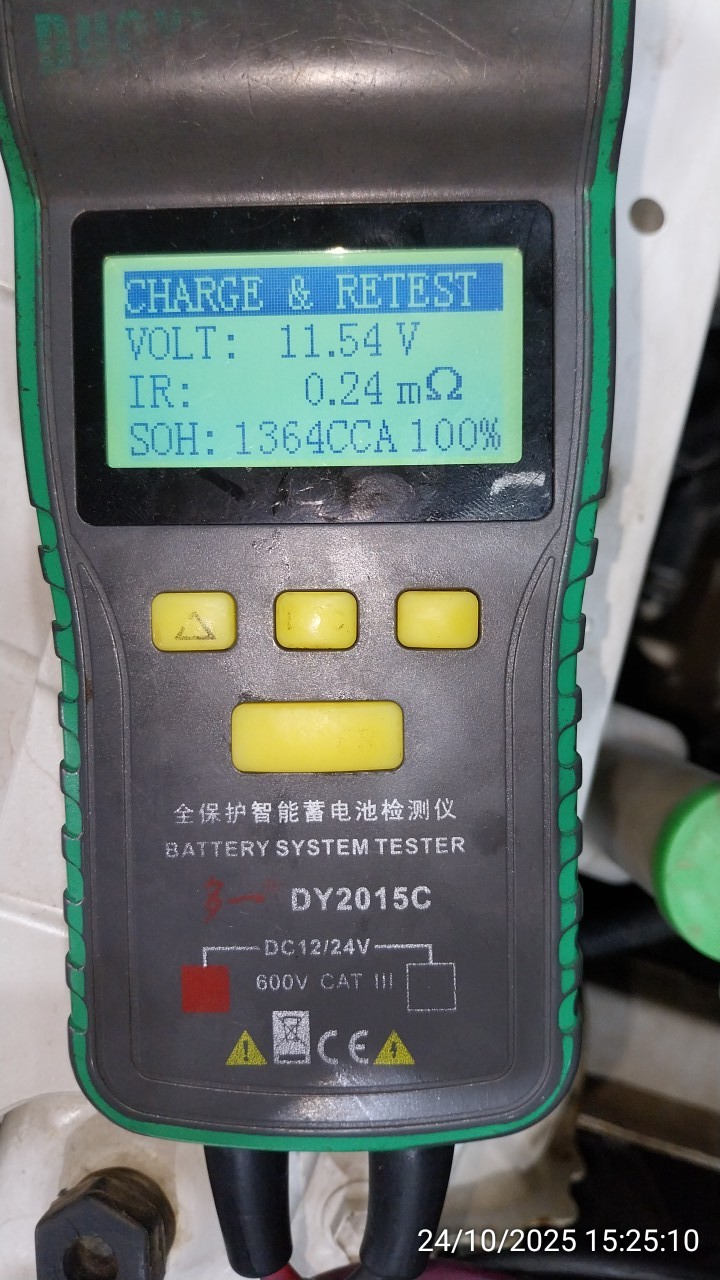 CHARGE & RETEST
VOLT: 11.54 V
IR: 0.24 mΩ
SOH: 1364CCA 100%
全保护智能蓄电池检测仪
BATTERY SYSTEM TESTER
DY2015C
DC12/24V
600V CAT III
CE
24/10/2025 15:25:10